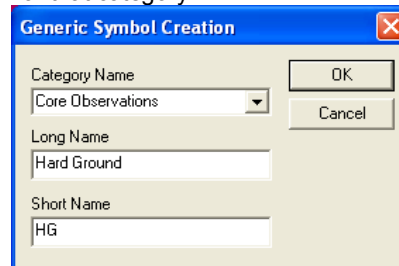 Generic Symbol Creation
Category Name
OK
Core Observations
Cancel
Long Name
Hard Ground
Short Name
HG